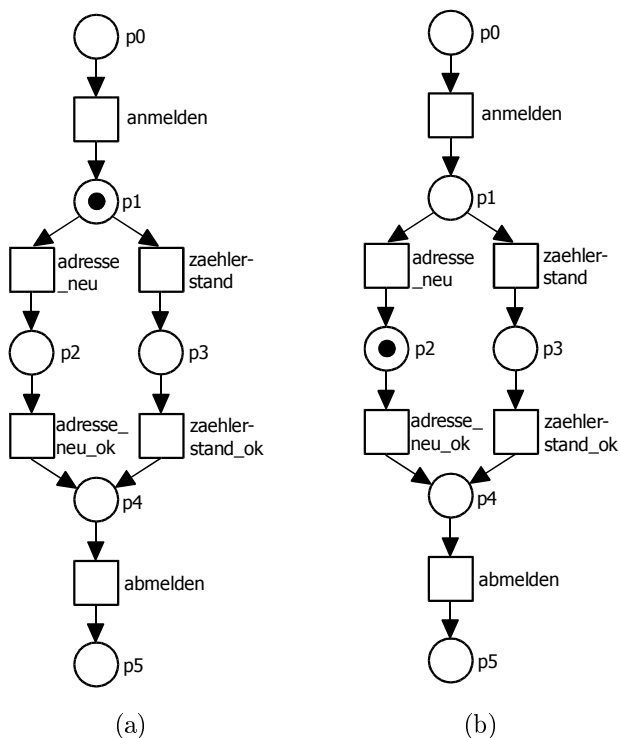 p0
anmelden
p1
adresse
_neu
zaehler-
stand
p2
p3
adresse_
neu_ok
zaehler-
stand_ok
p4
abmelden
p5
(a)
p0
anmelden
p1
adresse
_neu
zaehler-
stand
p2
p3
adresse_
neu_ok
zaehler-
stand_ok
p4
abmelden
p5
(b)